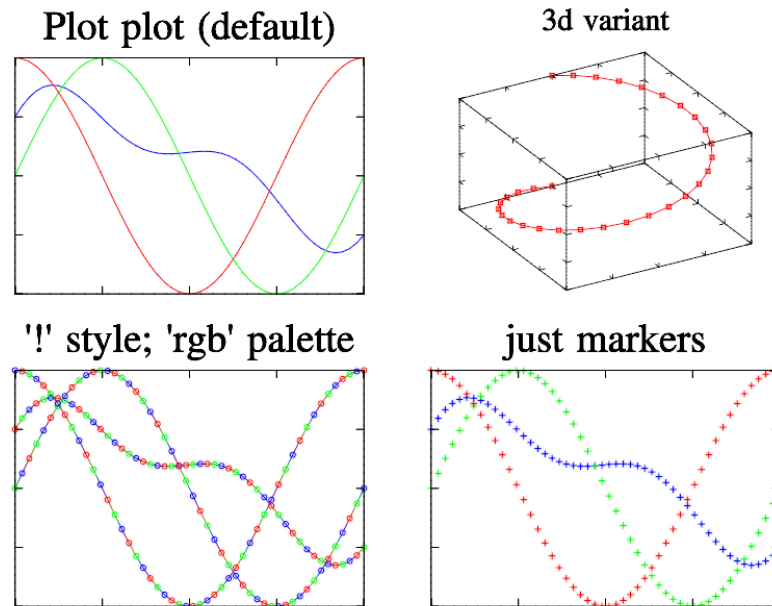 Plot plot (default)
3d variant
'!' style; 'rgb' palette
just markers